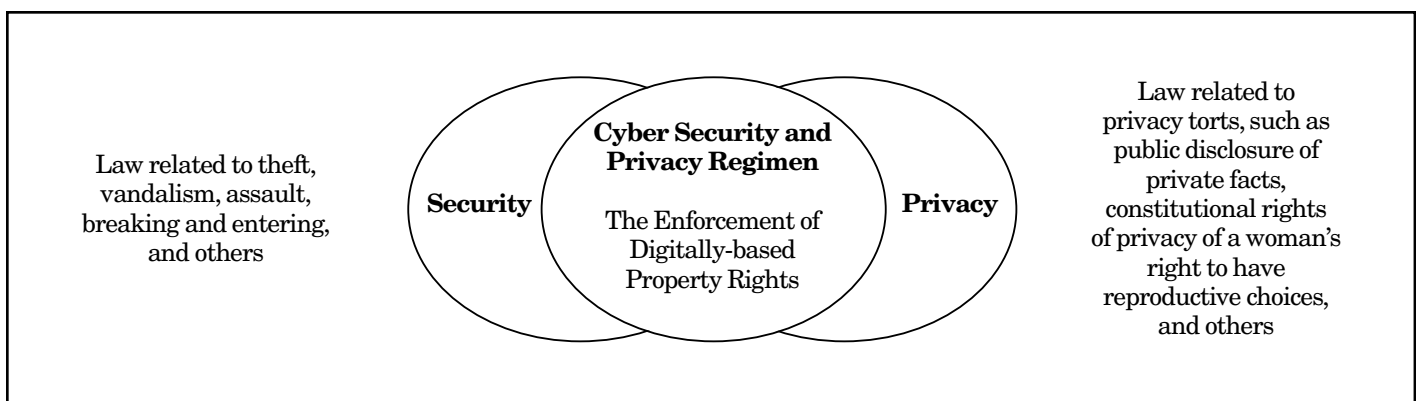 Law related to theft,
vandalism, assault,
breaking and entering,
and others
Security
Cyber Security and
Privacy Regimen
The Enforcement of
Digitally-based
Property Rights
Privacy
Law related to
privacy torts, such as
public disclosure of
private facts,
constitutional rights
of privacy of a woman’s
right to have
reproductive choices,
and others